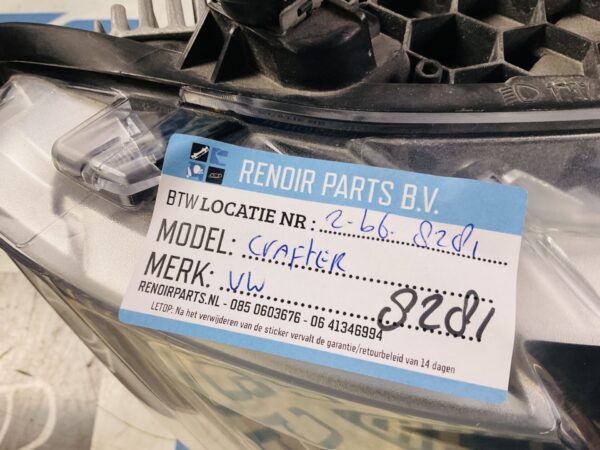 RENOIR PARTS B.V.
BTW LOCATIE NR : 2-66- 8281
MODEL: CRAFTER
MERK: VW
8281
RENOIRPARTS.NL - 085 0603676 - 06 41346994
LETOP: Na het verwijderen van de sticker vervalt de garantie/retourbeleid van 14 dagen